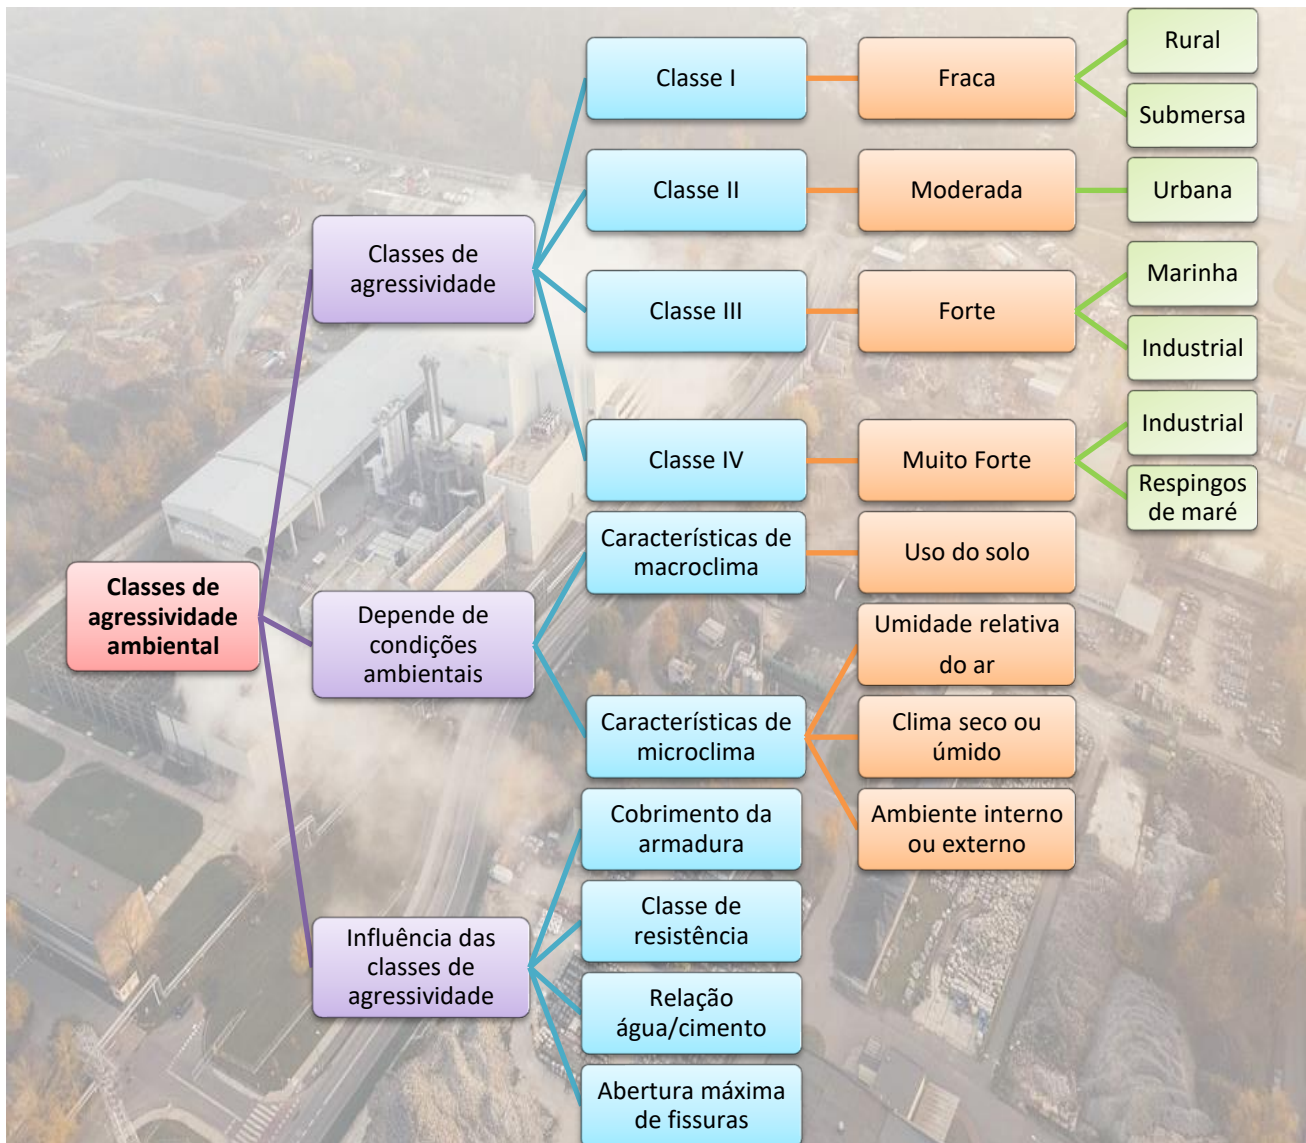 Classes de
agressividade
ambiental
Classes de
agressividade
Classe I
Fraca
Rural
Submersa
Classe II
Moderada
Urbana
Classe III
Forte
Marinha
Industrial
Classe IV
Muito Forte
Industrial
Respingos
de maré
Depende de
condições
ambientais
Características de
macroclima
Uso do solo
Características de
microclima
Umidade relativa
do ar
Clima seco ou
úmido
Ambiente interno
ou externo
Influência das
classes de
agressividade
Cobrimento da
armadura
Classe de
resistência
Relação
água/cimento
Abertura máxima
de fissuras